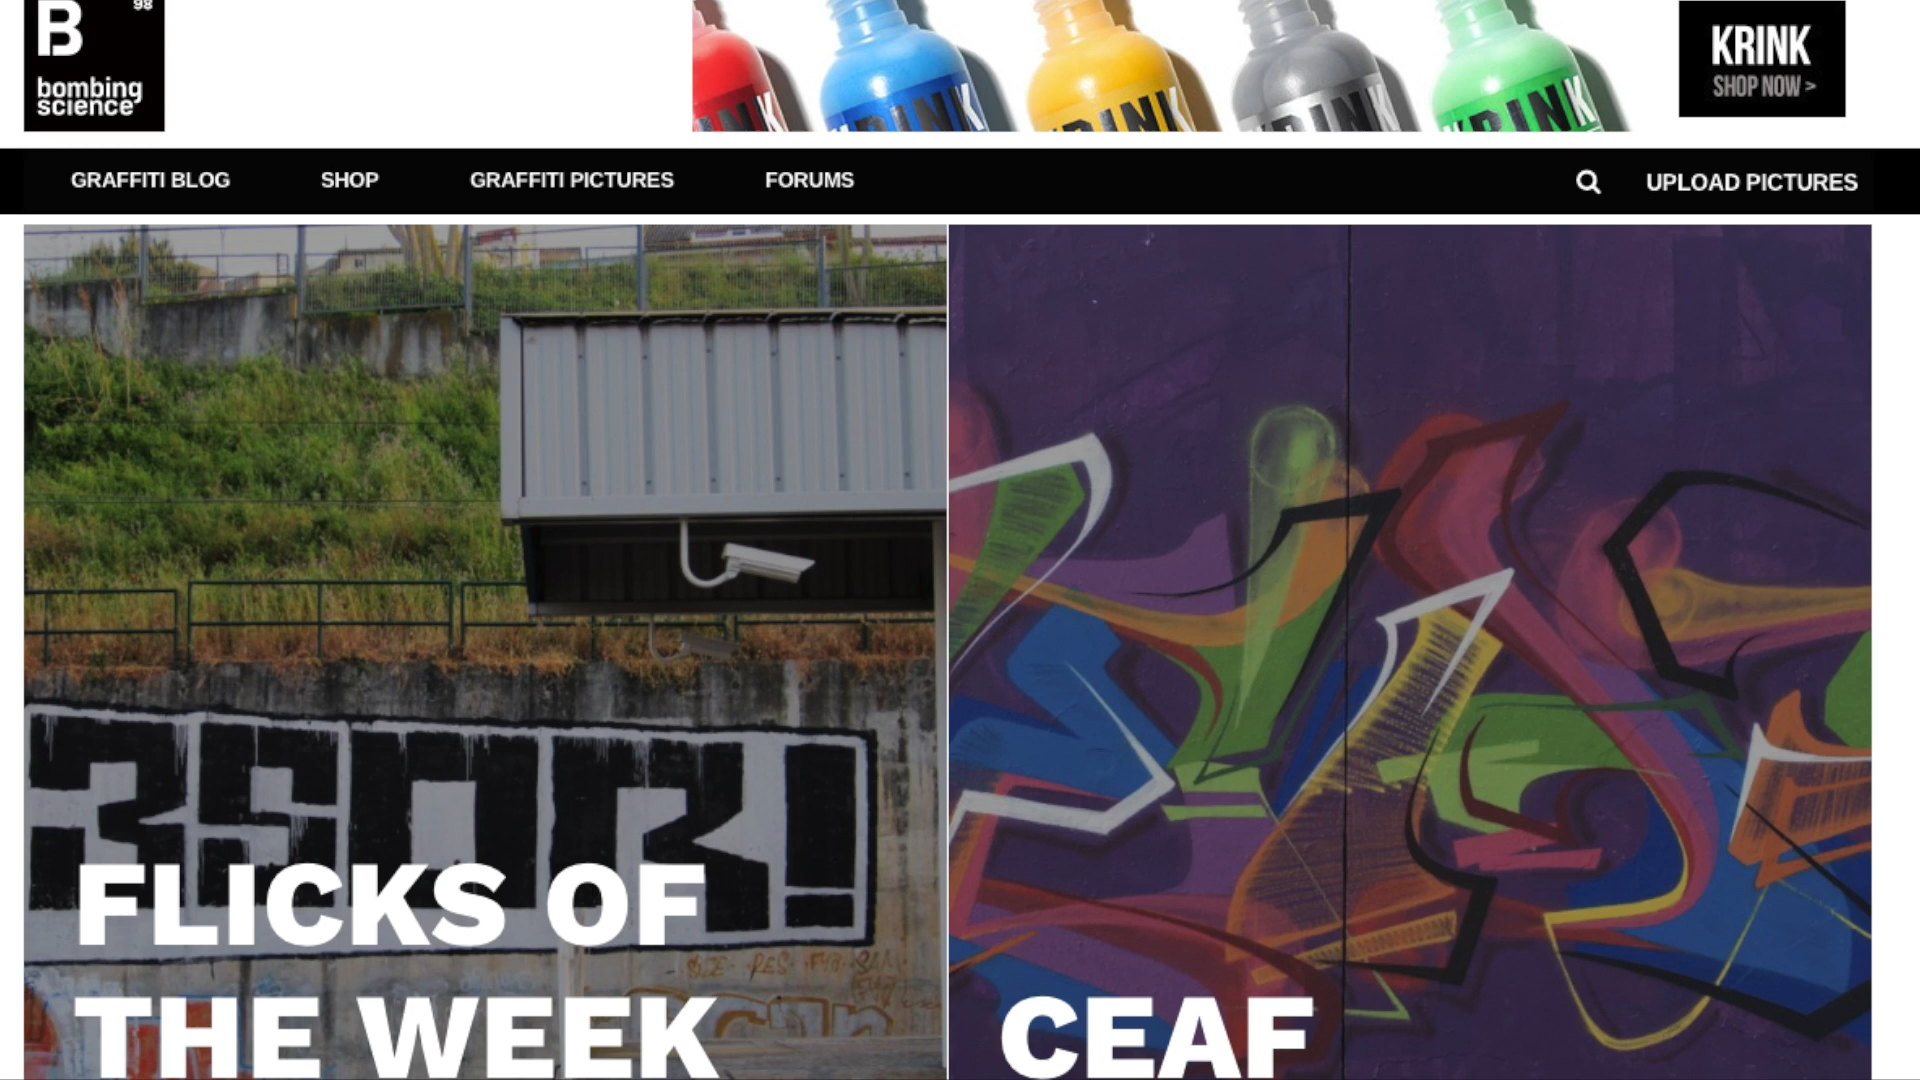 B 98
bombing
science
KRINK
SHOP NOW >
GRAFFITI BLOG
SHOP
GRAFFITI PICTURES
FORUMS
UPLOAD PICTURES
FLICKS OF
THE WEEK
CEAF